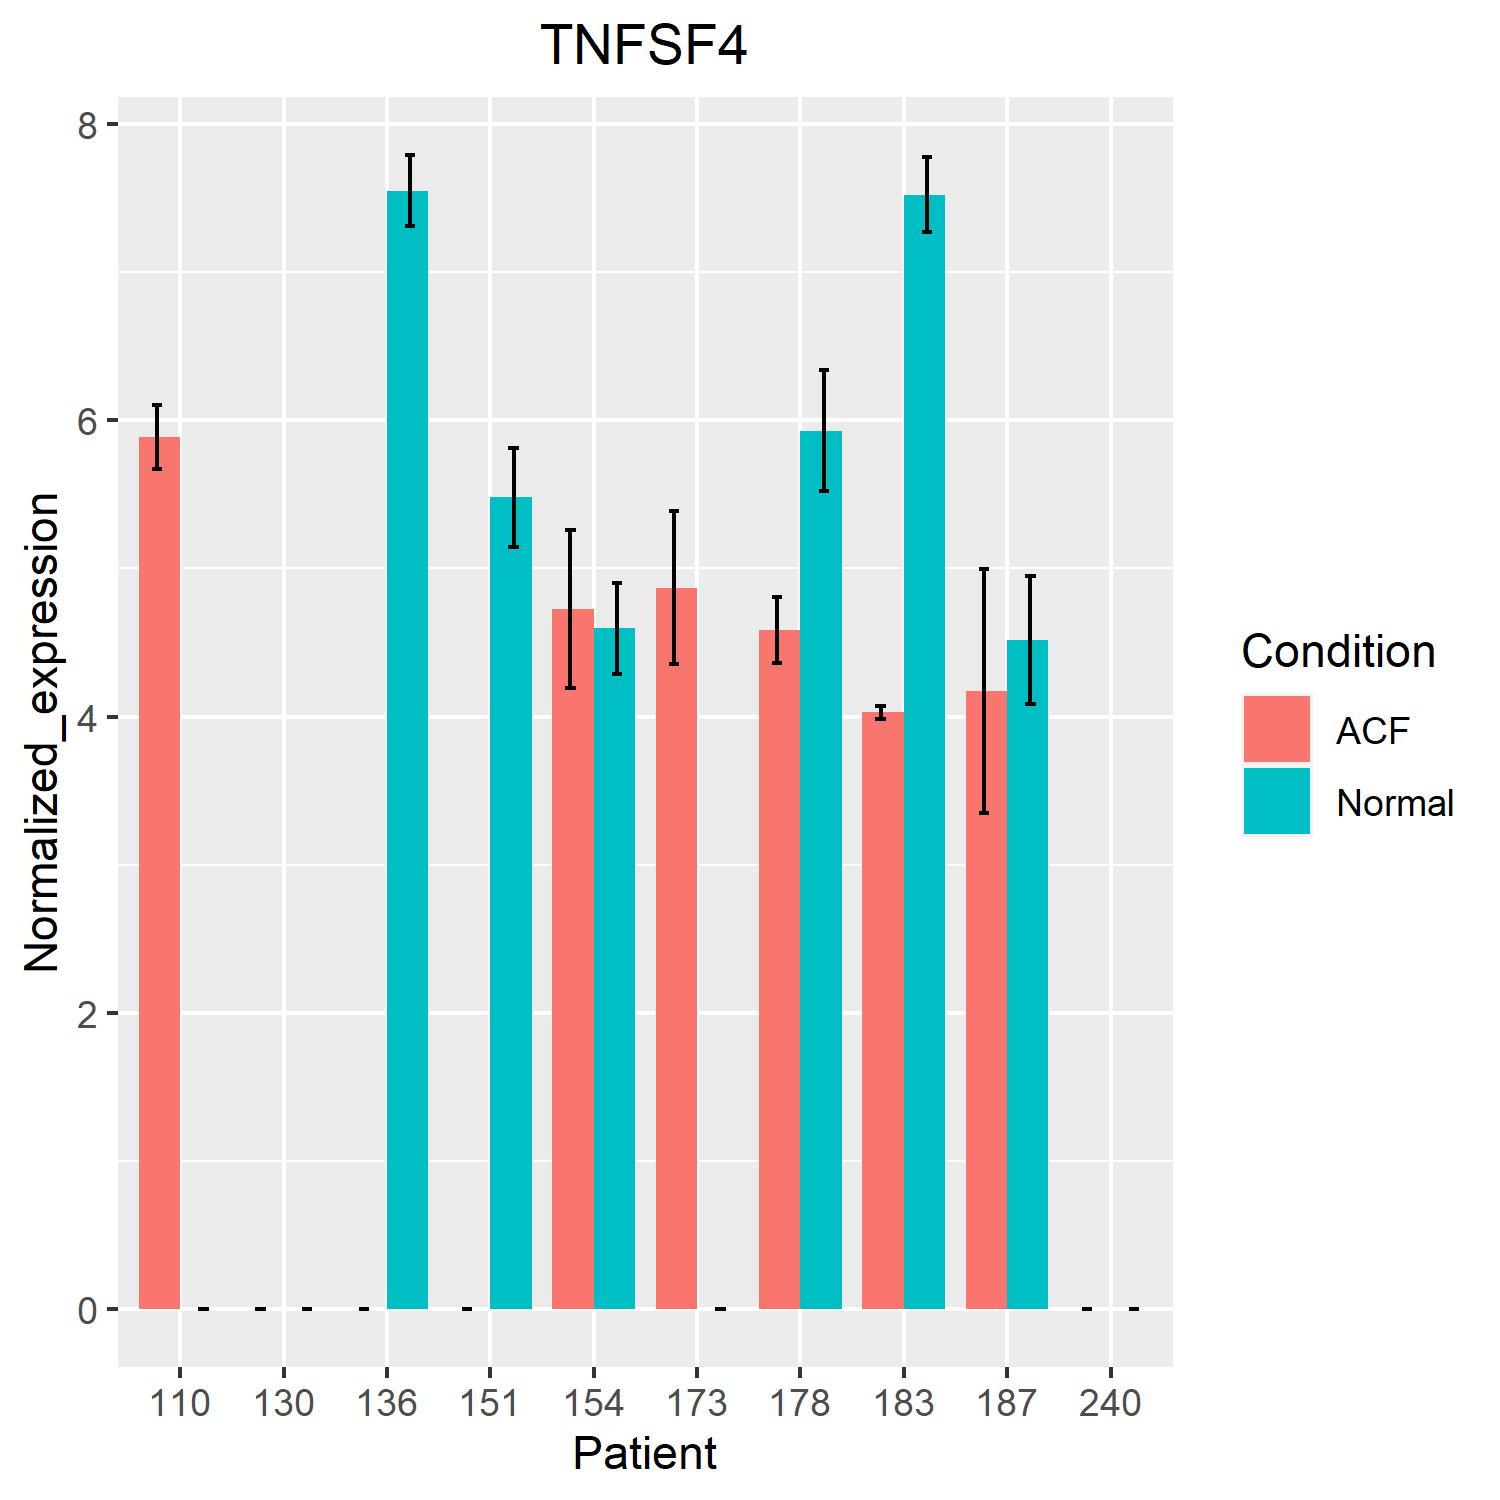 TNFSF4
Normalized_expression
8
6
4
2
0
110 130 136 151 154 173 178 183 187 240
Patient
Condition
ACF
Normal